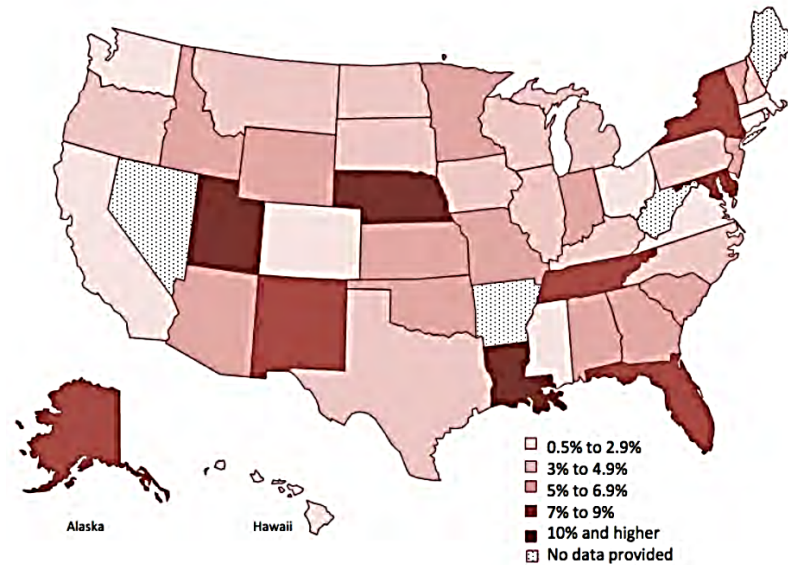 0.5% to 2.9%
3% to 4.9%
5% to 6.9%
7% to 9%
10% and higher
No data provided
Alaska
Hawaii